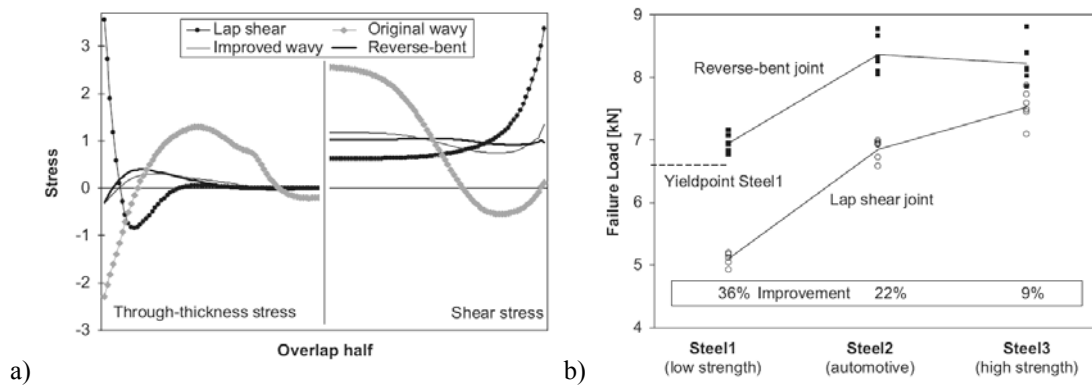 Lap shear
Original wavy
Improved wavy
Reverse-bent
3
2
1
0
-1
-2
-3
Stress
Through-thickness stress
Shear stress
Overlap half
a)
9
8
7
6
5
4
Failure Load [kN]
Reverse-bent joint
Yieldpoint Steel1
Lap shear joint
36% Improvement 22% 9%
Steel1 Steel2 Steel3
(low strength) (automotive) (high strength)
b)